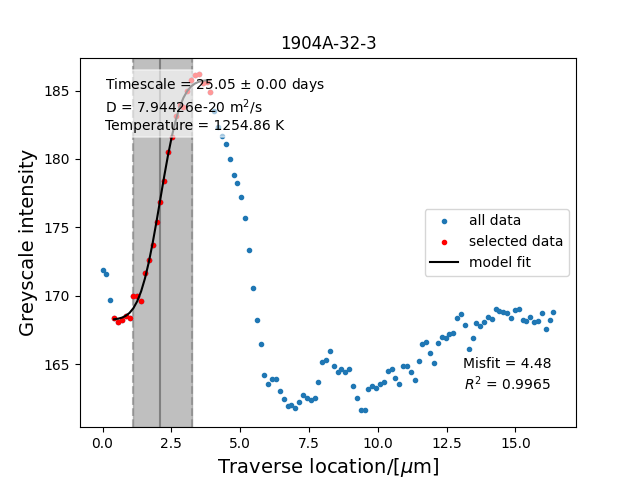 1904A-32-3
Timescale = 25.05 ± 0.00 days
D = 7.94426e-20 m²/s
Temperature = 1254.86 K
185
180
175
170
165
Greyscale intensity
all data
selected data
model fit
Misfit = 4.48
R² = 0.9965
0.0 2.5 5.0 7.5 10.0 12.5 15.0
Traverse location/[μm]